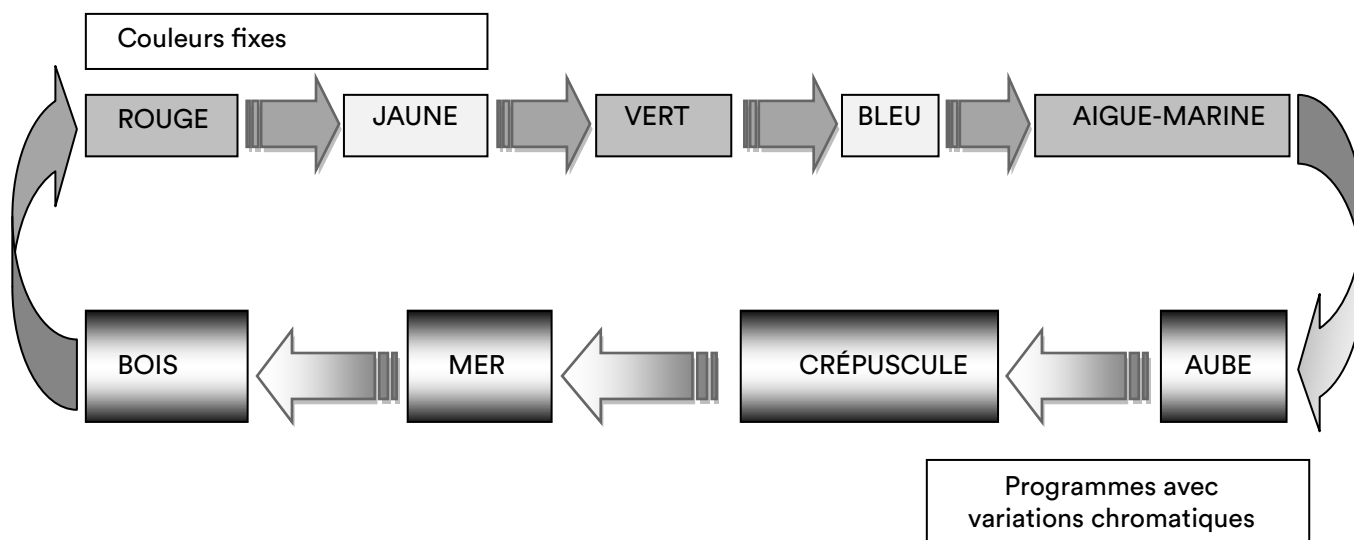 Couleurs fixes
ROUGE
JAUNE
VERT
BLEU
AIGUE-MARINE
BOIS
MER
CRÉPUSCULE
AUBE
Programmes avec
variations chromatiques